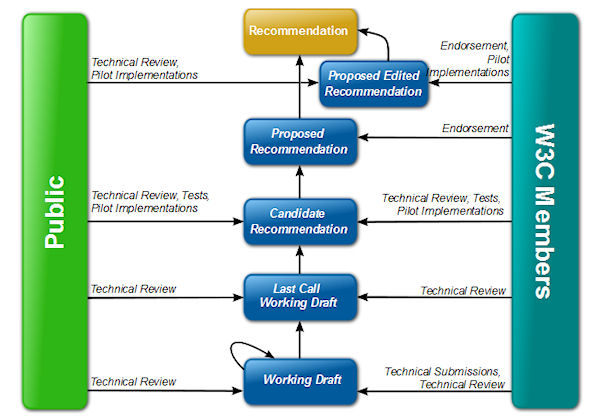 Recommendation
Endorsement,
Pilot
Implementations
Technical Review,
Pilot Implementations
Proposed Edited
Recommendation
Proposed
Recommendation
Endorsement
Public
W3C Members
Technical Review, Tests,
Pilot Implementations
Candidate
Recommendation
Technical Review, Tests,
Pilot Implementations
Last Call
Working Draft
Technical Review
Technical Review
Technical Submissions,
Technical Review
Working Draft
Technical Review